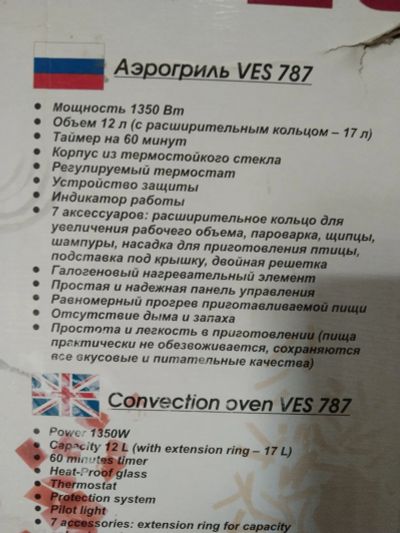 Аэрогриль VES 787
• Мощность 1350 Вт
• Объем 12 л (с расширительным кольцом – 17 л)
• Таймер на 60 минут
• Корпус из термостойкого стекла
• Регулируемый термостат
• Устройство защиты
• Индикатор работы
• 7 аксессуаров: расширительное кольцо для
увеличения рабочего объема, пароварка, щипцы,
шампуры, насадка для приготовления птицы,
подставка под крышку, двойная решетка
• Галогеновый нагревательный элемент
• Простая и надежная панель управления
• Равномерный прогрев приготавливаемой пищи
• Отсутствие дыма и запаха
• Простота и легкость в приготовлении (пища
практически не обезвоживается, сохраняются
все вкусовые и питательные качества)
Convection oven VES 787
• Power 1350W
• Capacity 12 L (with extension ring – 17 L)
• 60 minutes timer
• Heat-Proof glass
• Thermostat
• Protection system
• Pilot light
• 7 accessories: extension ring for capacity